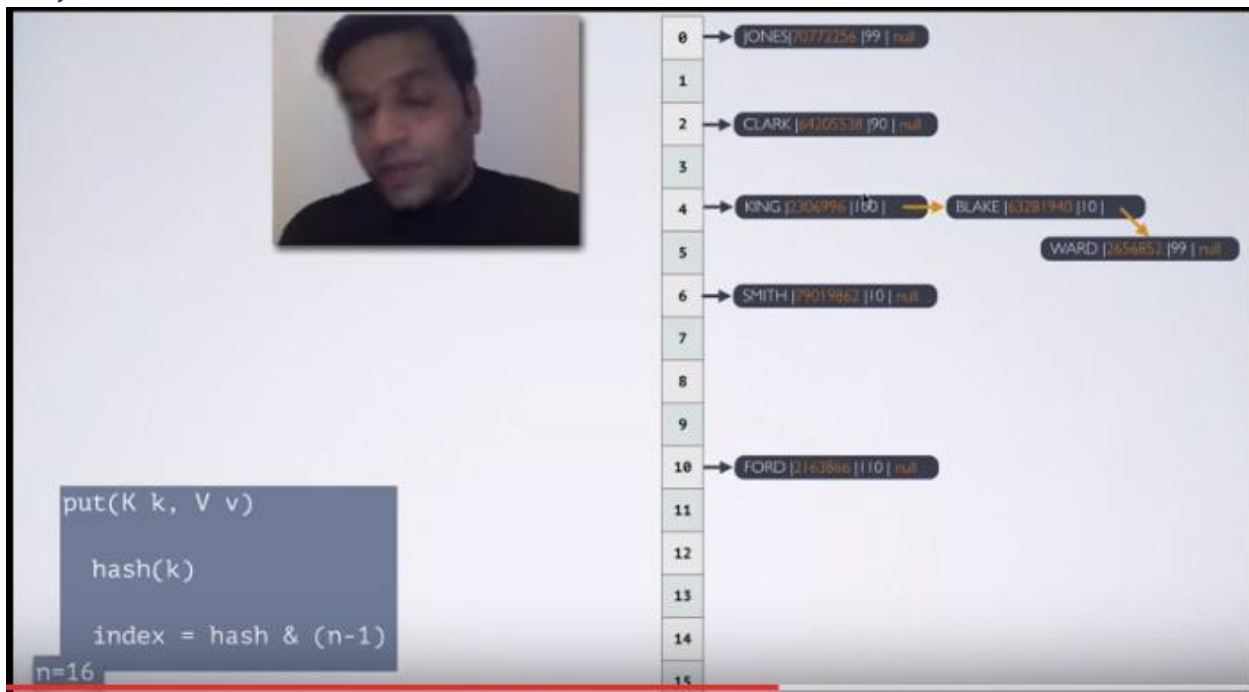 0 JONES|70772256 |99 | null
1
2 CLARK |64205538 |90 | null
3
4 KING |2306996 |100 | BLAKE |63281940 |10 |
5 WARD |2656852 |99 | null
6 SMITH |79019862 |10 | null
7
8
9
10 FORD |2163866 |110 | null
11
12
13
14
15
put(K k, V v)
hash(k)
index = hash & (n-1)
n=16